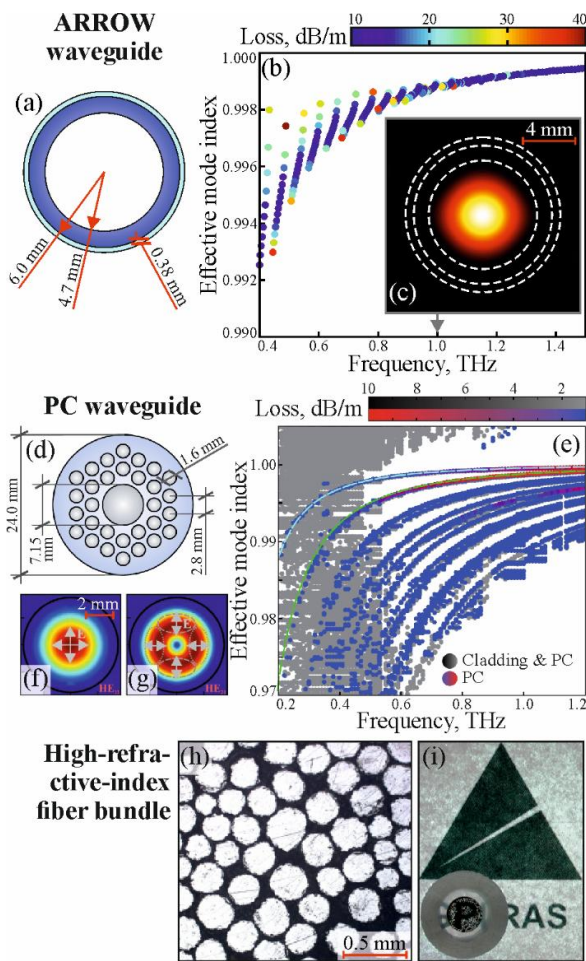 ARROW
waveguide
Loss, dB/m
10 20 30 40
(a)
6.0 mm
4.7 mm
0.38 mm
(b)
Effective mode index
1.000
0.998
0.996
0.994
0.992
0.990
4 mm
(c)
0.4 0.6 0.8 1.0 1.2 1.4
Frequency, THz
PC waveguide
Loss, dB/m
10 8 6 4 2
(d)
24.0 mm
7.15
mm
1.6 mm
2.8 mm
(e)
Effective mode index
1.00
0.99
0.98
0.97
Cladding & PC
PC
0.2 0.4 0.6 0.8 1.0 1.2
Frequency, THz
2 mm
E
(f)
E
(g)
High-refra-
ctive-index
fiber bundle
(h)
0.5 mm
(i)
P RAS